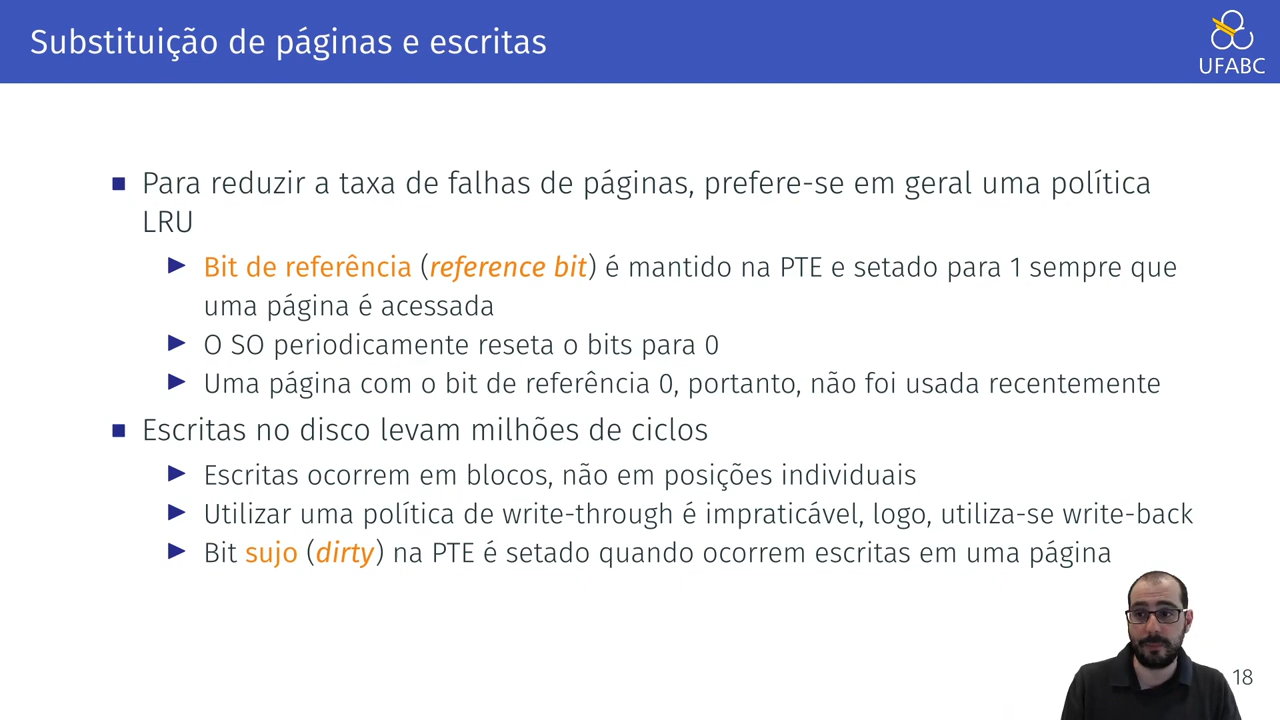 Substituição de páginas e escritas
UFABC
Para reduzir a taxa de falhas de páginas, prefere-se em geral uma política
LRU
Bit de referência (reference bit) é mantido na PTE e setado para 1 sempre que
uma página é acessada
O SO periodicamente reseta o bits para 0
Uma página com o bit de referência 0, portanto, não foi usada recentemente
Escritas no disco levam milhões de ciclos
Escritas ocorrem em blocos, não em posições individuais
Utilizar uma política de write-through é impraticável, logo, utiliza-se write-back
Bit sujo (dirty) na PTE é setado quando ocorrem escritas em uma página
18